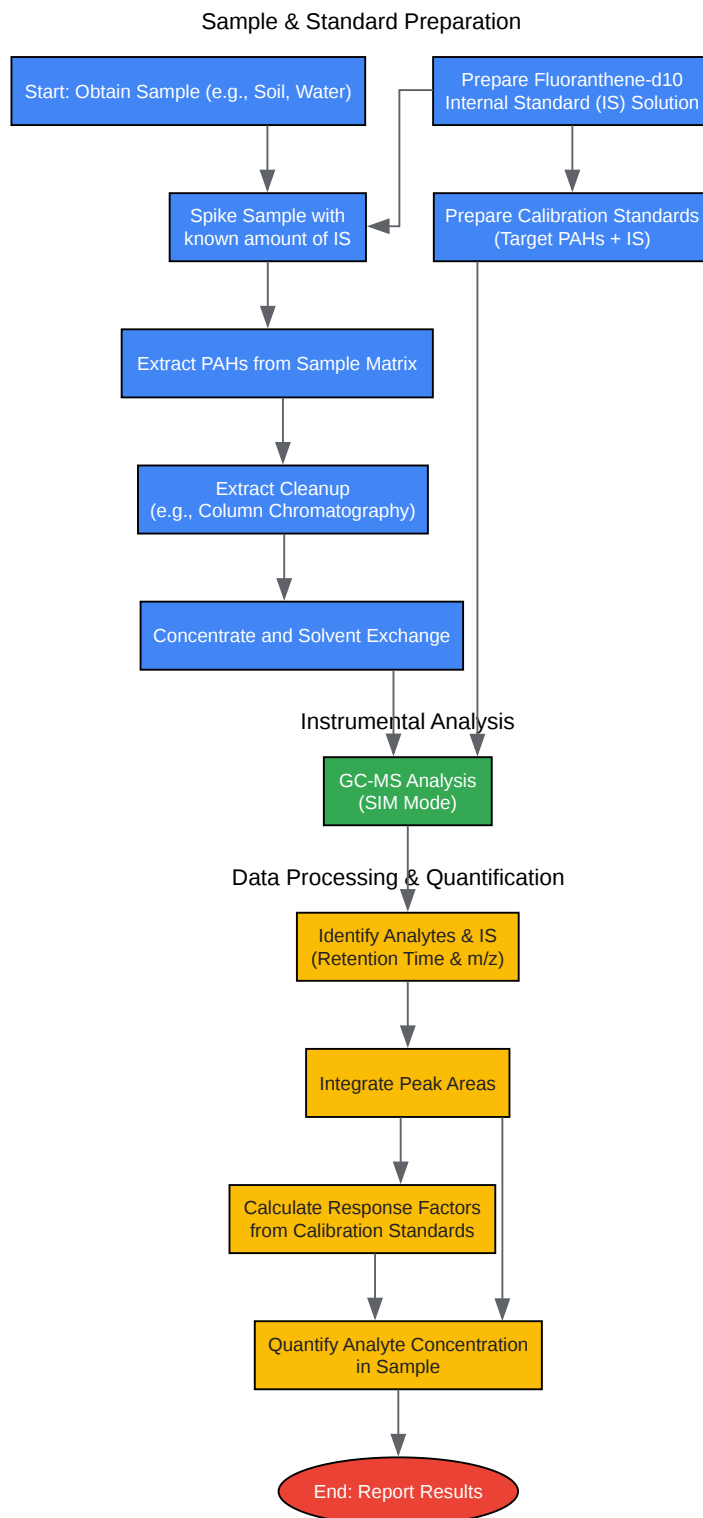 Sample & Standard Preparation
Start: Obtain Sample (e.g., Soil, Water)
Prepare Fluoranthene-d10
Internal Standard (IS) Solution
Spike Sample with
known amount of IS
Prepare Calibration Standards
(Target PAHs + IS)
Extract PAHs from Sample Matrix
Extract Cleanup
(e.g., Column Chromatography)
Concentrate and Solvent Exchange
Instrumental Analysis
GC-MS Analysis
(SIM Mode)
Data Processing & Quantification
Identify Analytes & IS
(Retention Time & m/z)
Integrate Peak Areas
Calculate Response Factors
from Calibration Standards
Quantify Analyte Concentration
in Sample
End: Report Results